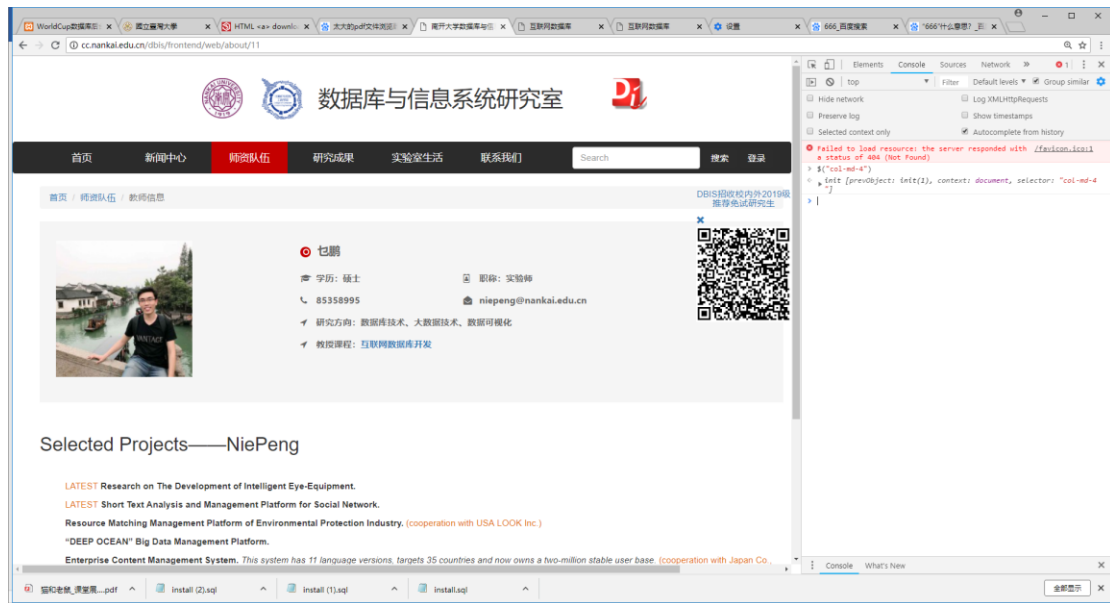 WorldCup数据库班
國立臺灣大學
HTML <a> downlo
太大的pdf文件浏览
南开大学数据库与信
互联网数据库
互联网数据库
设置
666_百度搜索
"666"什么意思?_百
cc.nankai.edu.cn/dbis/frontend/web/about/11
数据库与信息系统研究室
首页 新闻中心 师资队伍 研究成果 实验室生活 联系我们 Search 搜索 登录
首页 / 师资队伍 / 教师信息
DBIS招收校内外2019级
推荐免试研究生
乜鹏
学历: 硕士 职称: 实验师
85358995 niepeng@nankai.edu.cn
研究方向: 数据库技术、大数据技术、数据可视化
教授课程: 互联网数据库开发
Selected Projects——NiePeng
LATEST Research on The Development of Intelligent Eye-Equipment.
LATEST Short Text Analysis and Management Platform for Social Network.
Resource Matching Management Platform of Environmental Protection Industry. (cooperation with USA LOOK Inc.)
“DEEP OCEAN” Big Data Management Platform.
Enterprise Content Management System. This system has 11 language versions, targets 35 countries and now owns a two-million stable user base. (cooperation with Japan Co.,
Elements Console Sources Network » 1
top Filter Default levels Group similar
Hide network Log XMLHttpRequests
Preserve log Show timestamps
Selected context only Autocomplete from history
Failed to load resource: the server responded with /favicon.ico:1
a status of 404 (Not Found)
> $("col-md-4")
init [prevObject: init(1), context: document, selector: "col-md-4
"]
Console What's New
猫和老鼠_课堂展....pdf install (2).sql install (1).sql install.sql 全部显示